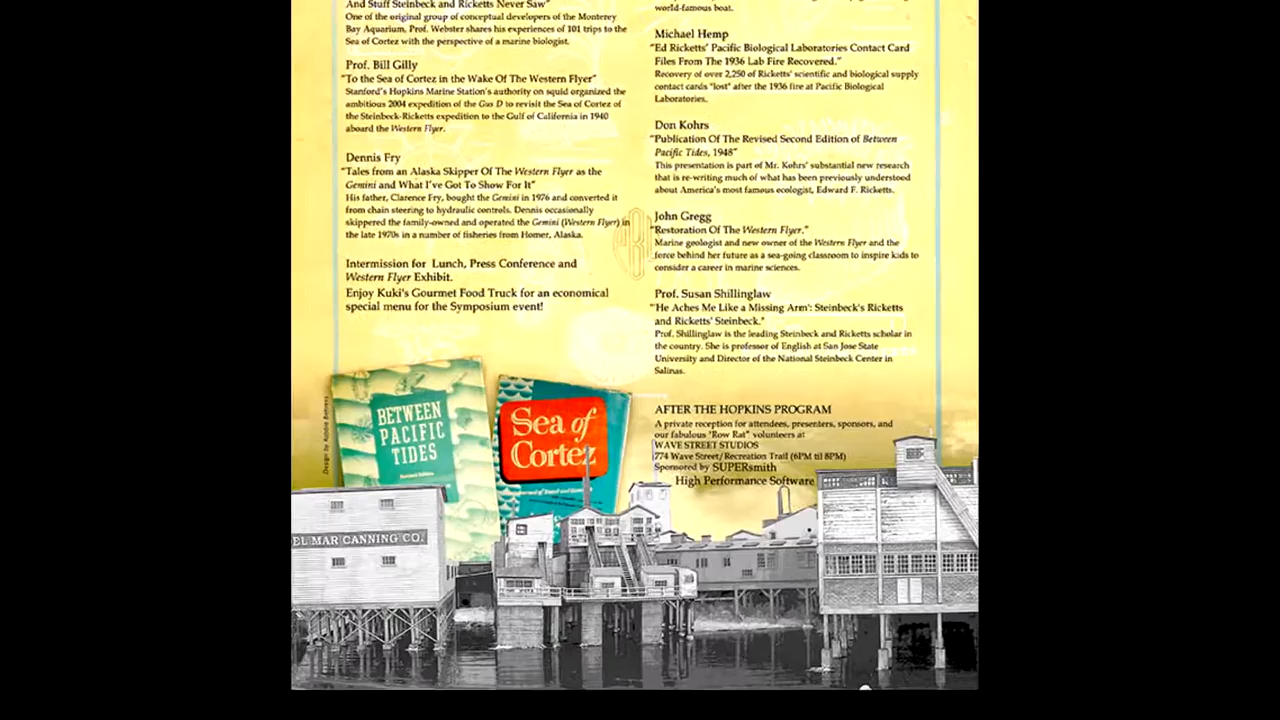 And Stuff Steinbeck and Ricketts Never Saw"
One of the original group of conceptual developers of the Monterey
Bay Aquarium, Prof. Webster shares his experiences of 101 trips to the
Sea of Cortez with the perspective of a marine biologist.
Prof. Bill Gilly
"To the Sea of Cortez in the Wake Of The Western Flyer"
Stanford's Hopkins Marine Station's authority on squid organized the
ambitious 2004 expedition of the Gus D to revisit the Sea of Cortez of
the Steinbeck-Ricketts expedition to the Gulf of California in 1940
aboard the Western Flyer.
Dennis Fry
"Tales from an Alaska Skipper Of The Western Flyer as the
Gemini and What I've Got To Show For It"
His father, Clarence Fry, bought the Gemini in 1976 and converted it
from chain steering to hydraulic controls. Dennis occasionally
skippered the family-owned and operated the Gemini (Western Flyer) in
the late 1970s in a number of fisheries from Homer, Alaska.
Intermission for Lunch, Press Conference and
Western Flyer Exhibit.
Enjoy Kuki's Gourmet Food Truck for an economical
special menu for the Symposium event!
world-famous boat.
Michael Hemp
"Ed Ricketts' Pacific Biological Laboratories Contact Card
Files From The 1936 Lab Fire Recovered."
Recovery of over 2,250 of Ricketts' scientific and biological supply
contact cards "lost" after the 1936 fire at Pacific Biological
Laboratories.
Don Kohrs
"Publication Of The Revised Second Edition of Between
Pacific Tides, 1948"
This presentation is part of Mr. Kohrs' substantial new research
that is re-writing much of what has been previously understood
about America's most famous ecologist, Edward F. Ricketts.
John Gregg
"Restoration Of The Western Flyer."
Marine geologist and new owner of the Western Flyer and the
force behind her future as a sea-going classroom to inspire kids to
consider a career in marine sciences.
Prof. Susan Shillinglaw
"'He Aches Me Like a Missing Arm': Steinbeck's Ricketts
and Ricketts' Steinbeck."
Prof. Shillinglaw is the leading Steinbeck and Ricketts scholar in
the country. She is professor of English at San Jose State
University and Director of the National Steinbeck Center in
Salinas.
AFTER THE HOPKINS PROGRAM
A private reception for attendees, presenters, sponsors, and
our fabulous "Row Rat" volunteers at
WAVE STREET STUDIOS
774 Wave Street/Recreation Trail (6PM til 8PM)
Sponsored by SUPERsmith
High Performance Software
BETWEEN
PACIFIC
TIDES
Sea of
Cortez
Design by
DEL MAR CANNING CO.